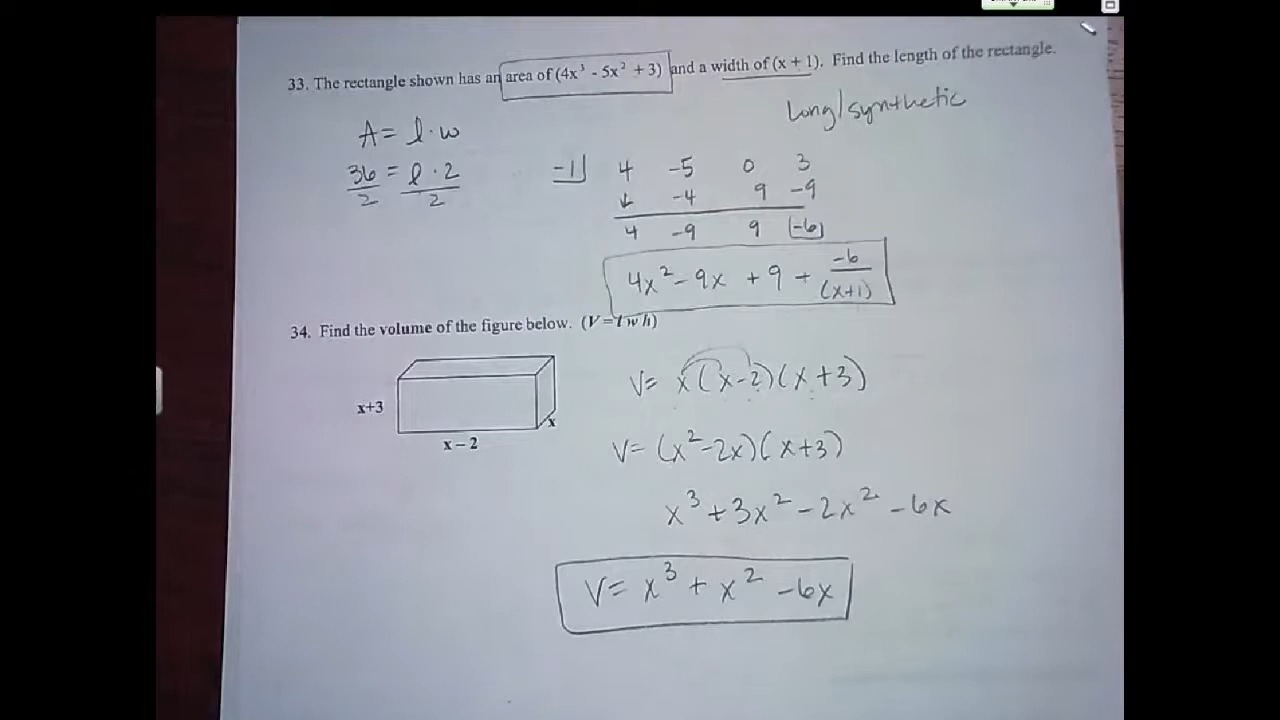 33. The rectangle shown has an area of (4x³ - 5x² + 3) and a width of (x + 1). Find the length of the rectangle.
long/synthetic
A = l · w
36 = l · 2
2 2
-1 4 -5 0 3
↓ -4 9 -9
4 -9 9 -6
4x² - 9x + 9 + -6/(x+1)
34. Find the volume of the figure below. (V = l w h)
V= x(x-2)(x+3)
x+3
x
x – 2
V= (x²-2x)(x+3)
x³ + 3x² - 2x² - 6x
V= x³ + x² - 6x